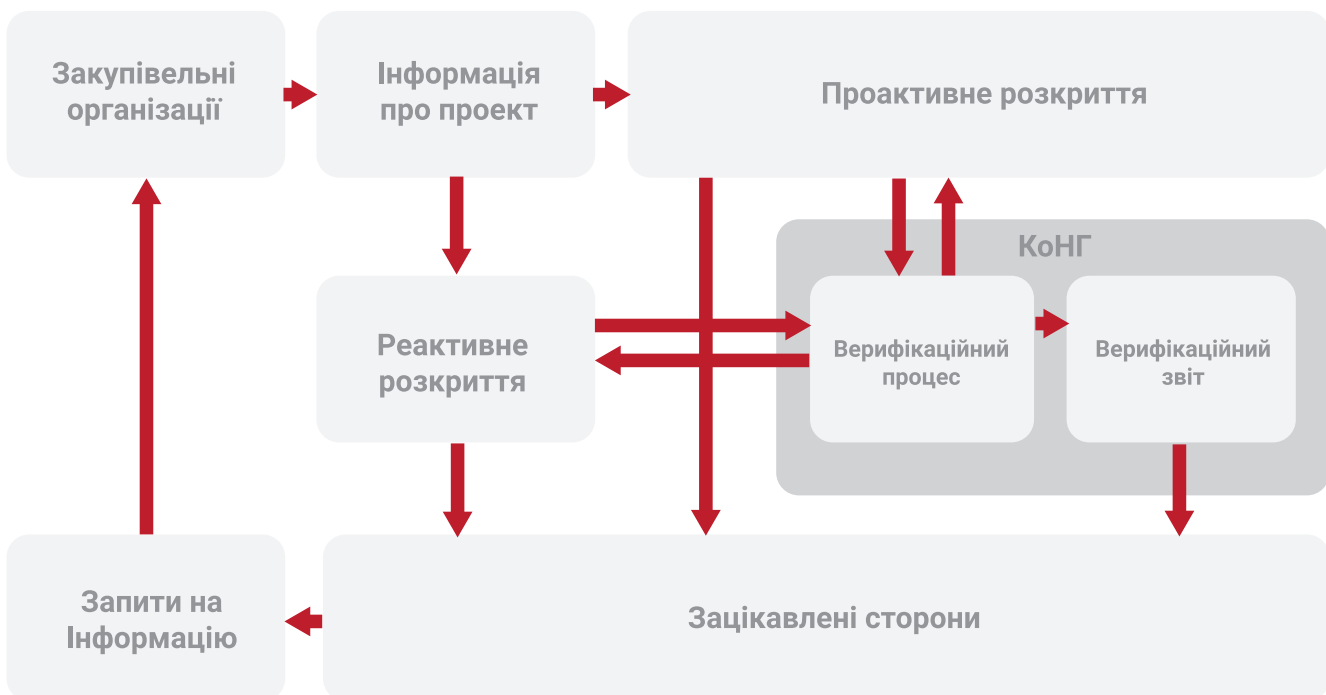 Закупівельні
організації
Інформація
про проект
Проактивне розкриття
КоНГ
Реактивне
розкриття
Верифікаційний
процес
Верифікаційний
звіт
Запити на
Інформацію
Зацікавлені сторони